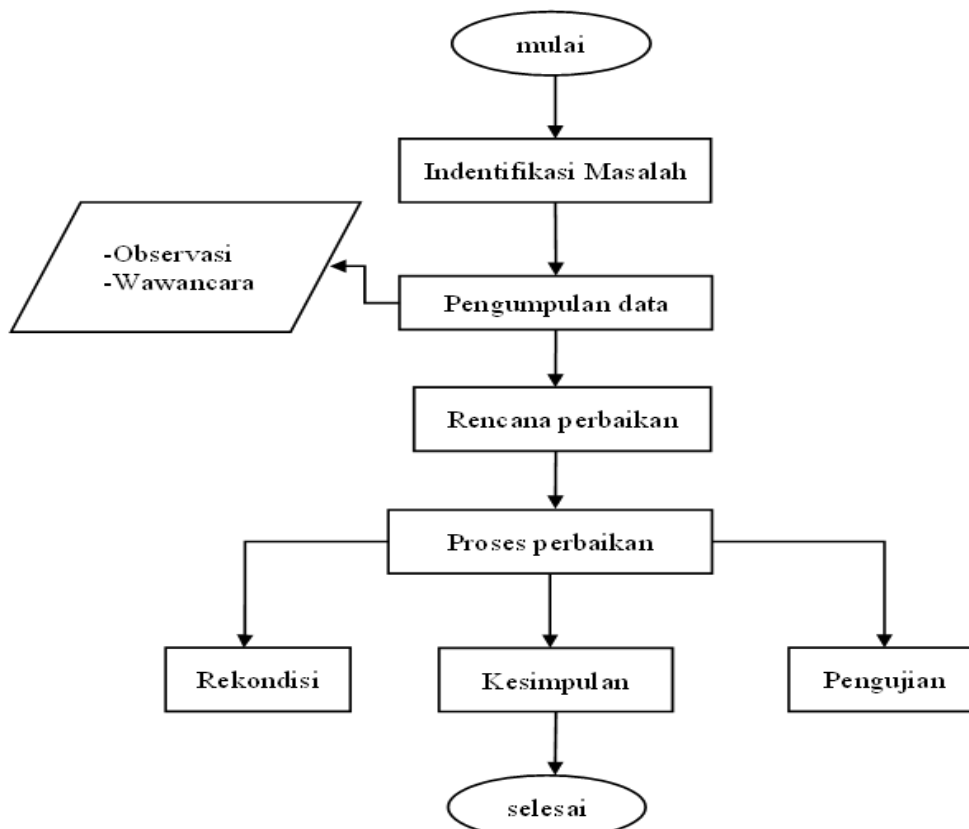 mulai
Indentifikasi Masalah
-Observasi
-Wawancara
Pengumpulan data
Rencana perbaikan
Proses perbaikan
Rekondisi
Kesimpulan
Pengujian
selesai